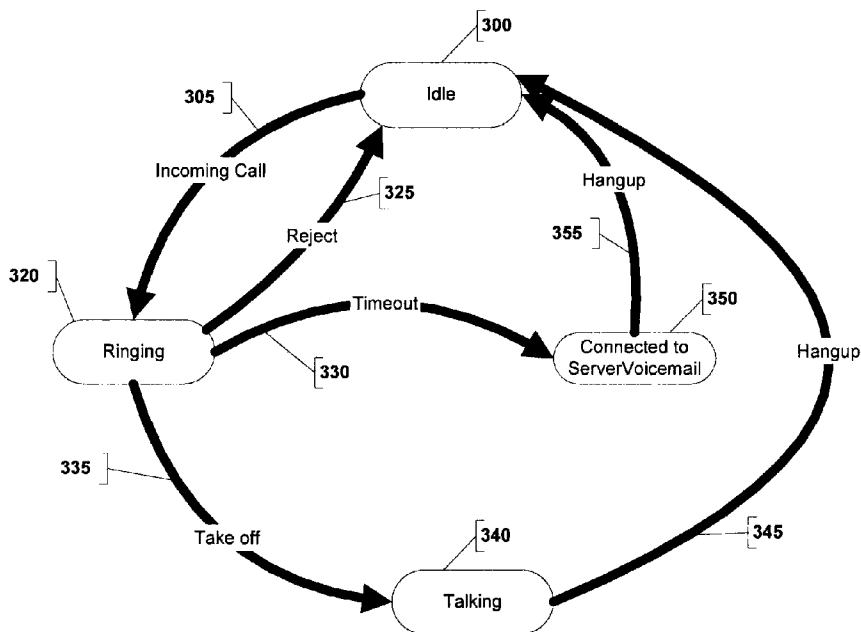 300
Idle
305
Incoming Call
325
Hangup
Reject
355
320
Timeout
350
Ringing
Connected to
ServerVoicemail
Hangup
330
335
Take off
340
345
Talking